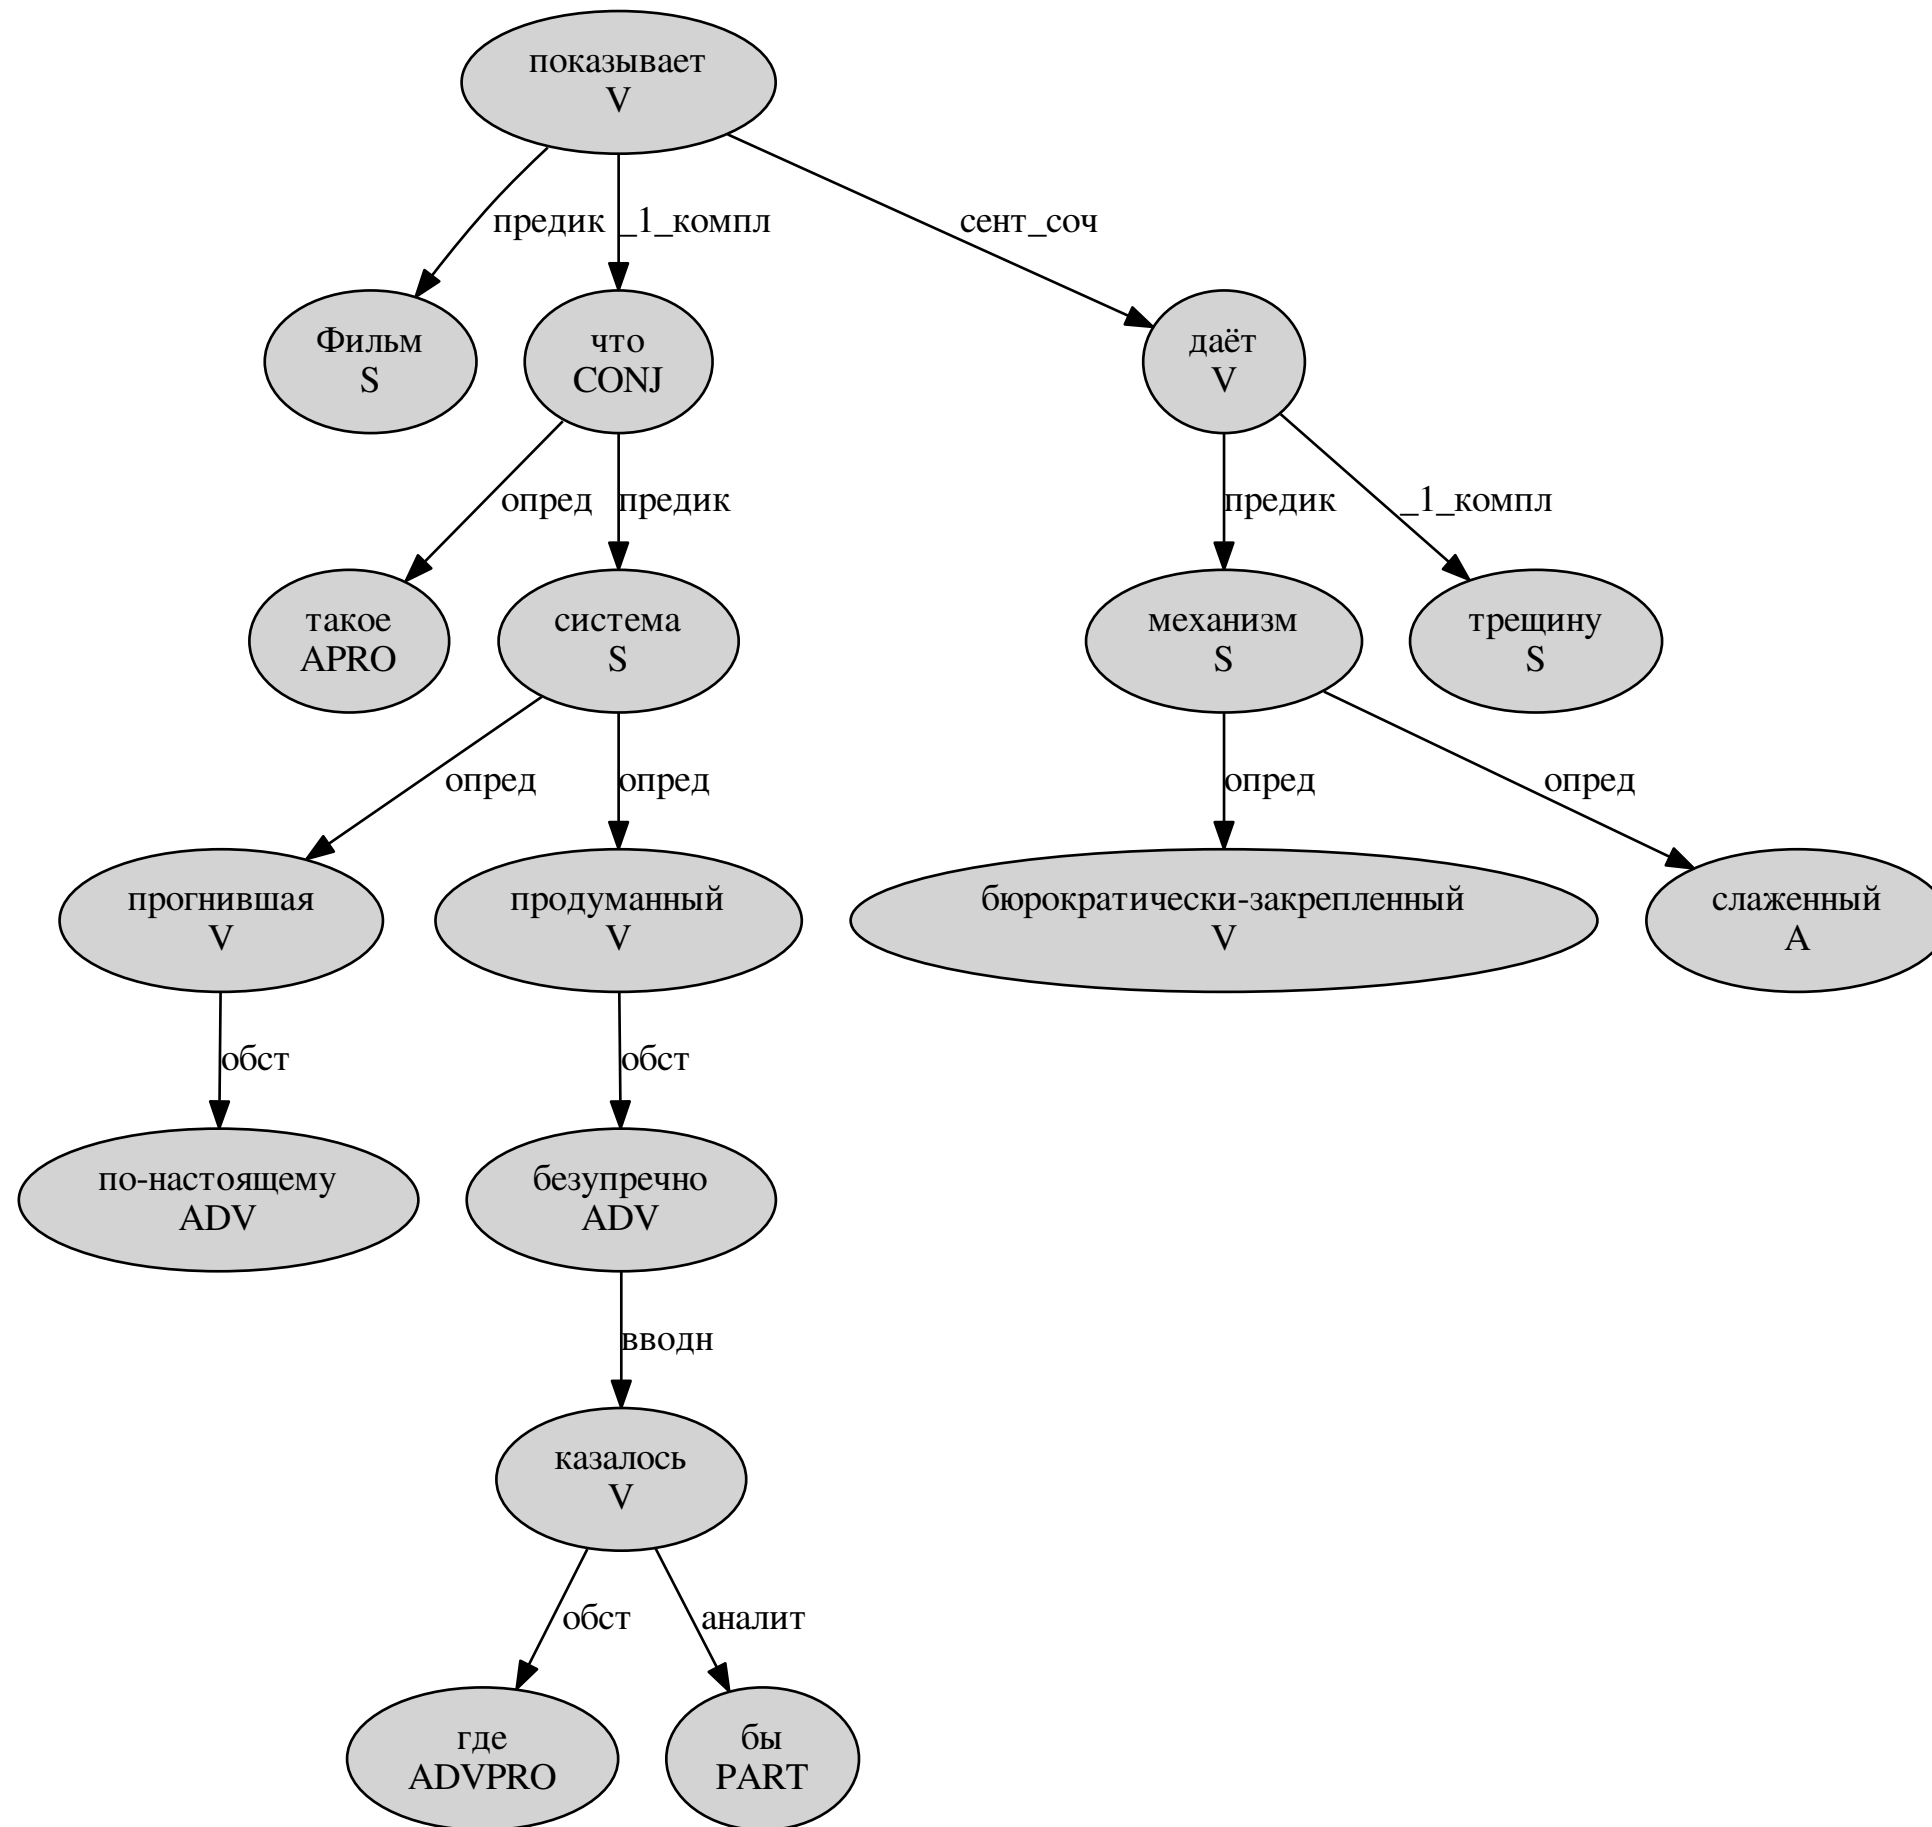 показывает
V
предик _1_компл сент_соч
Фильм
S
что
CONJ
даёт
V
опред предик предик _1_компл
такое
APRO
система
S
механизм
S
трещину
S
опред опред опред опред
прогнившая
V
продуманный
V
бюрократически-закрепленный
V
слаженный
A
обст обст
по-настоящему
ADV
безупречно
ADV
вводн
казалось
V
обст аналит
где
ADVPRO
бы
PART